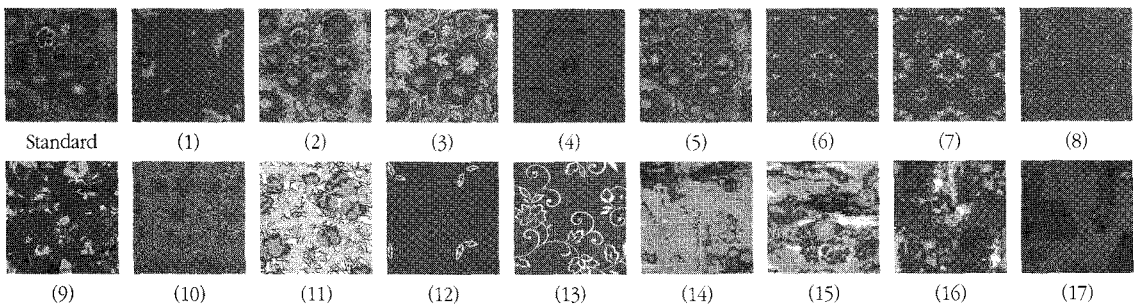 Standard (1) (2) (3) (4) (5) (6) (7) (8)
(9) (10) (11) (12) (13) (14) (15) (16) (17)